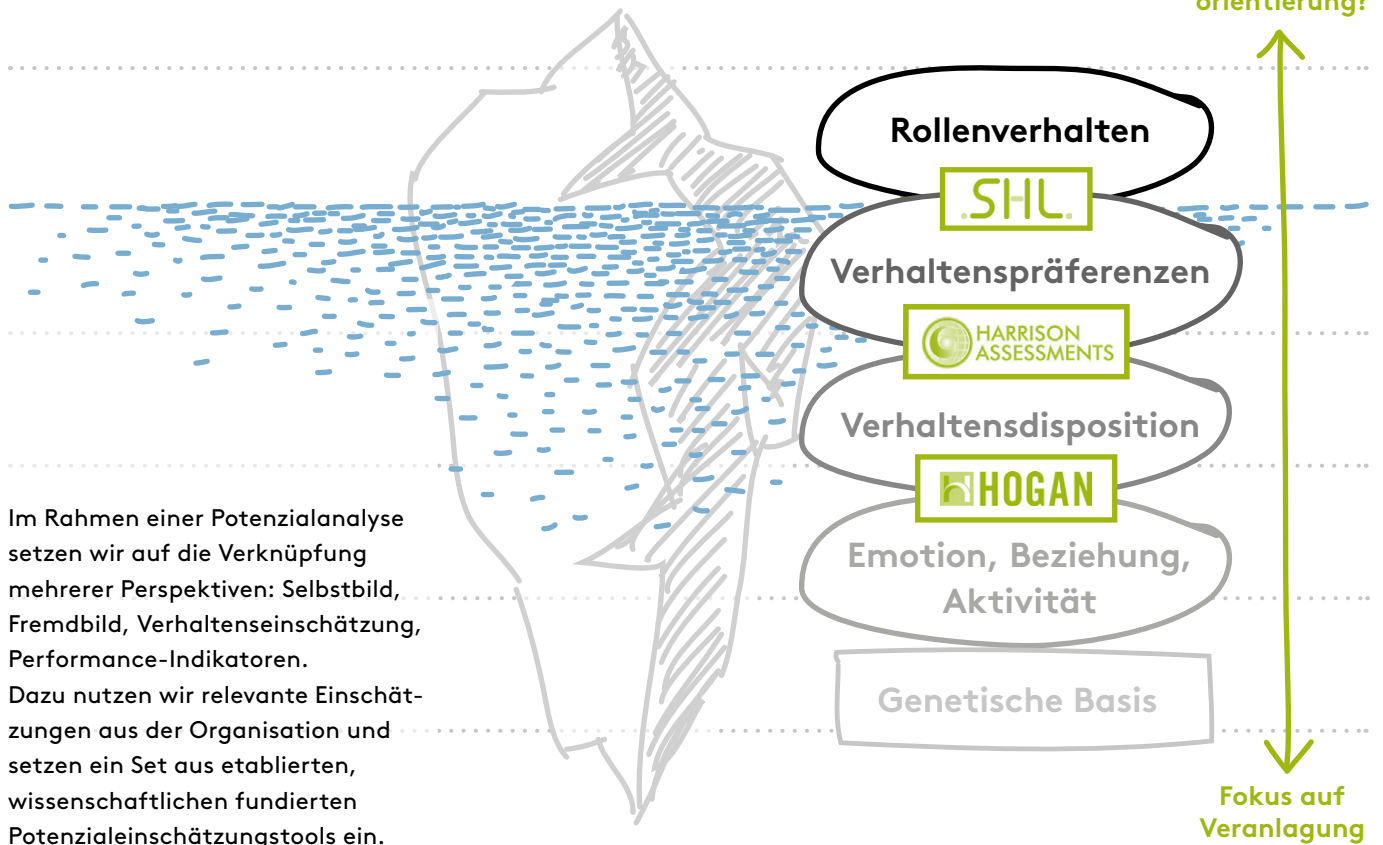 orientierung?
Rollenverhalten
SHL.
Verhaltenspräferenzen
HARRISON
ASSESSMENTS
Verhaltensdisposition
HOGAN
Emotion, Beziehung,
Aktivität
Genetische Basis
Fokus auf
Veranlagung
Im Rahmen einer Potenzialanalyse
setzen wir auf die Verknüpfung
mehrerer Perspektiven: Selbstbild,
Fremdbild, Verhaltenseinschätzung,
Performance-Indikatoren.
Dazu nutzen wir relevante Einschät-
zungen aus der Organisation und
setzen ein Set aus etablierten,
wissenschaftlichen fundierten
Potenzialeinschätzungstools ein.